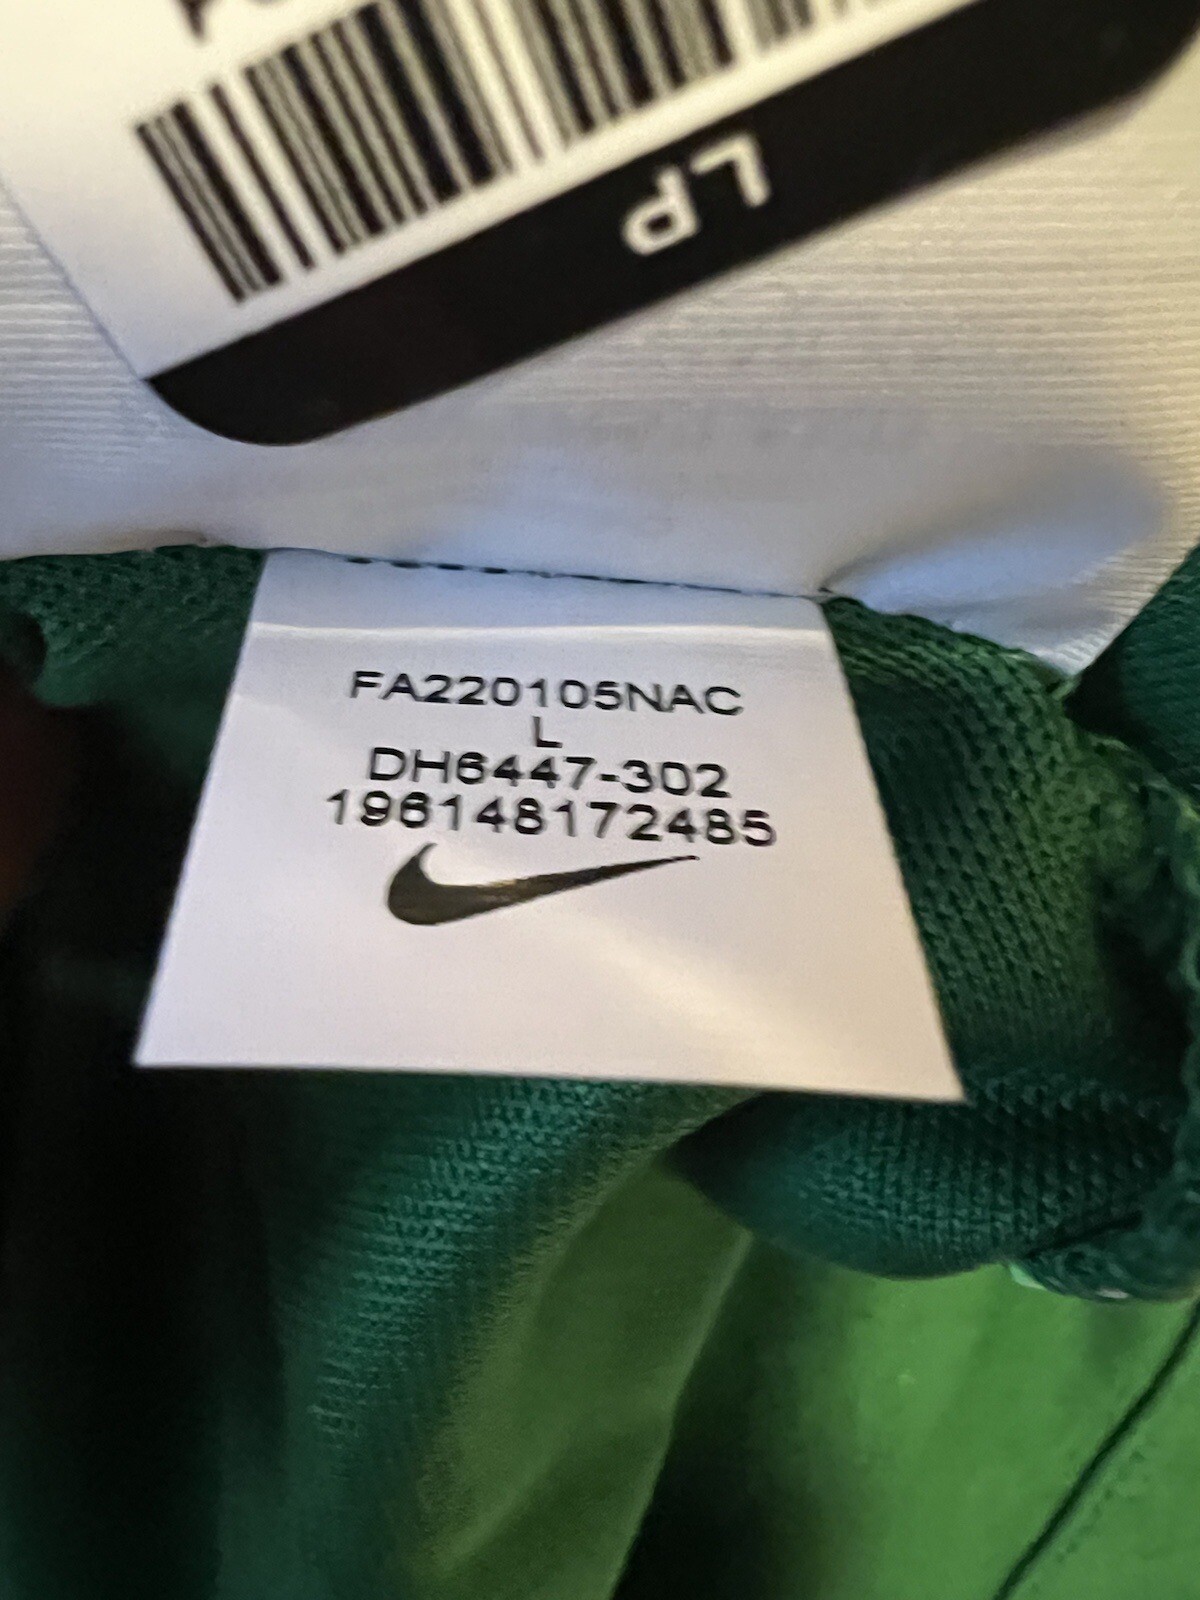 LP
FA220105NAC
L
DH6447-302
196148172485